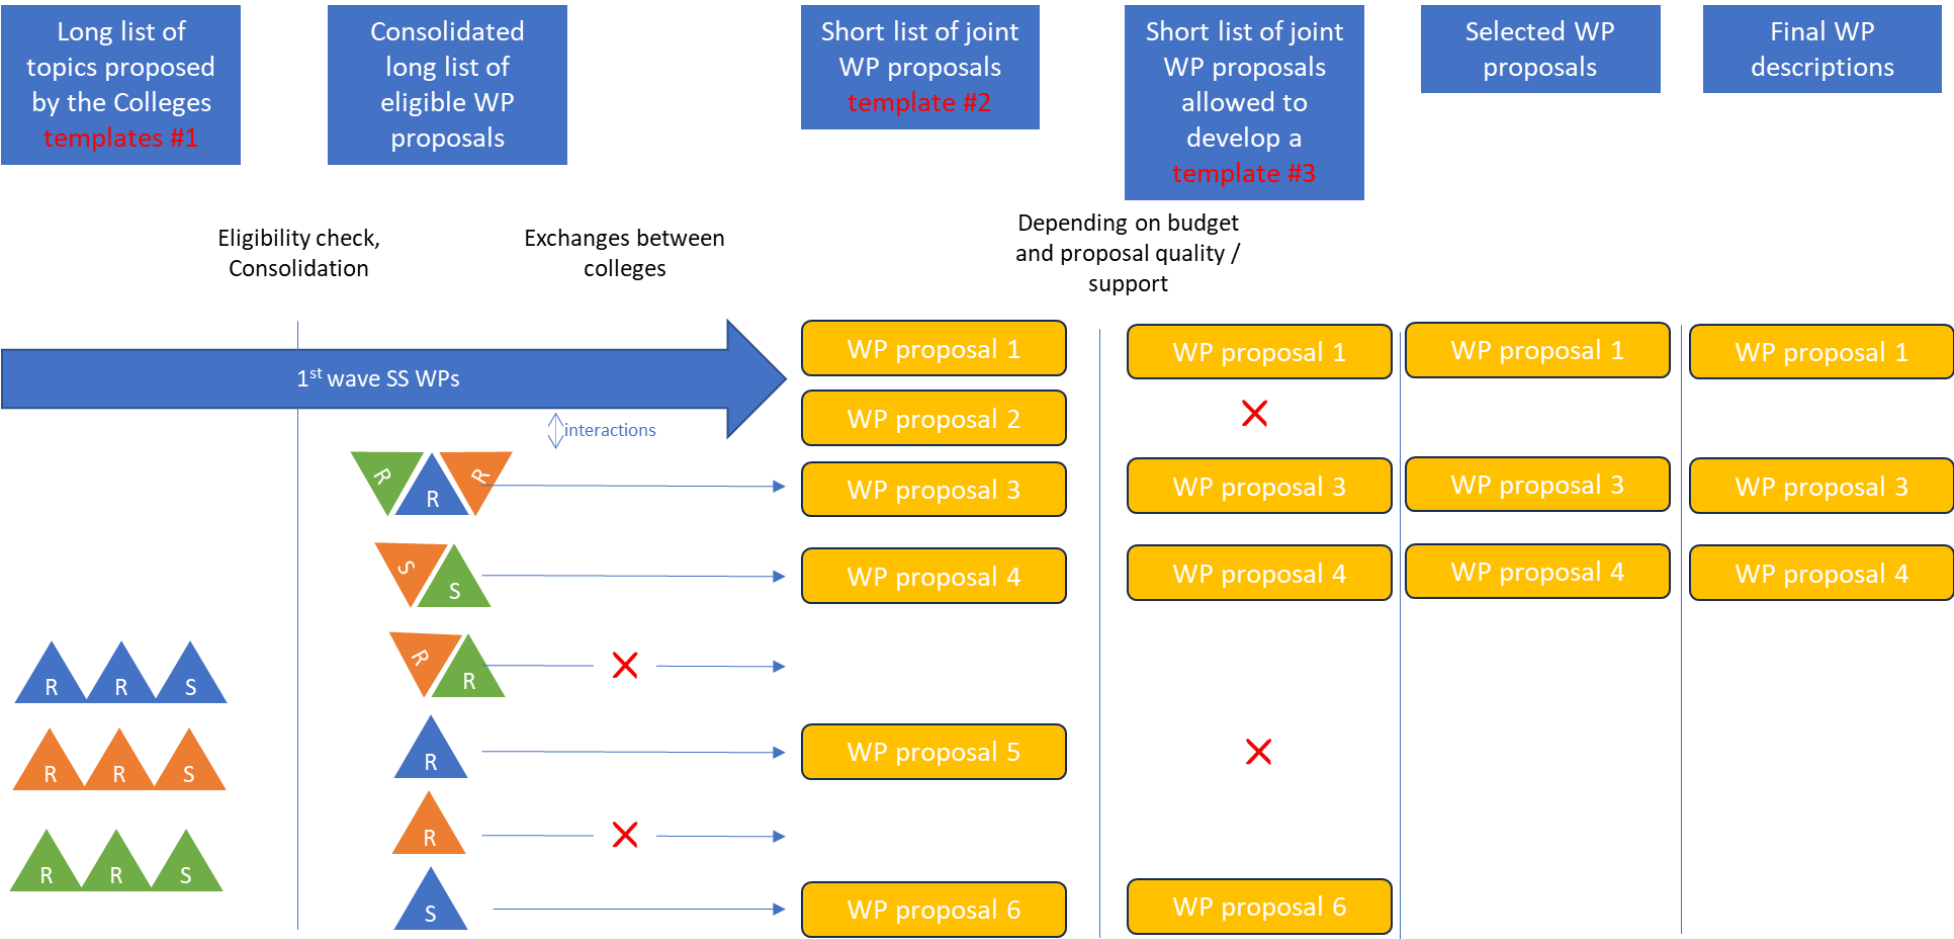 Long list of
topics proposed
by the Colleges
templates #1
Consolidated
long list of
eligible WP
proposals
Short list of joint
WP proposals
template #2
Short list of joint
WP proposals
allowed to
develop a
template #3
Selected WP
proposals
Final WP
descriptions
Eligibility check,
Consolidation
Exchanges between
colleges
Depending on budget
and proposal quality /
support
1st wave SS WPs
interactions
WP proposal 1
WP proposal 1
WP proposal 1
WP proposal 1
WP proposal 2
R
R
R
WP proposal 3
WP proposal 3
WP proposal 3
WP proposal 3
S
S
WP proposal 4
WP proposal 4
WP proposal 4
WP proposal 4
R
R
R
R
S
R
WP proposal 5
R
R
S
R
R
R
S
S
WP proposal 6
WP proposal 6